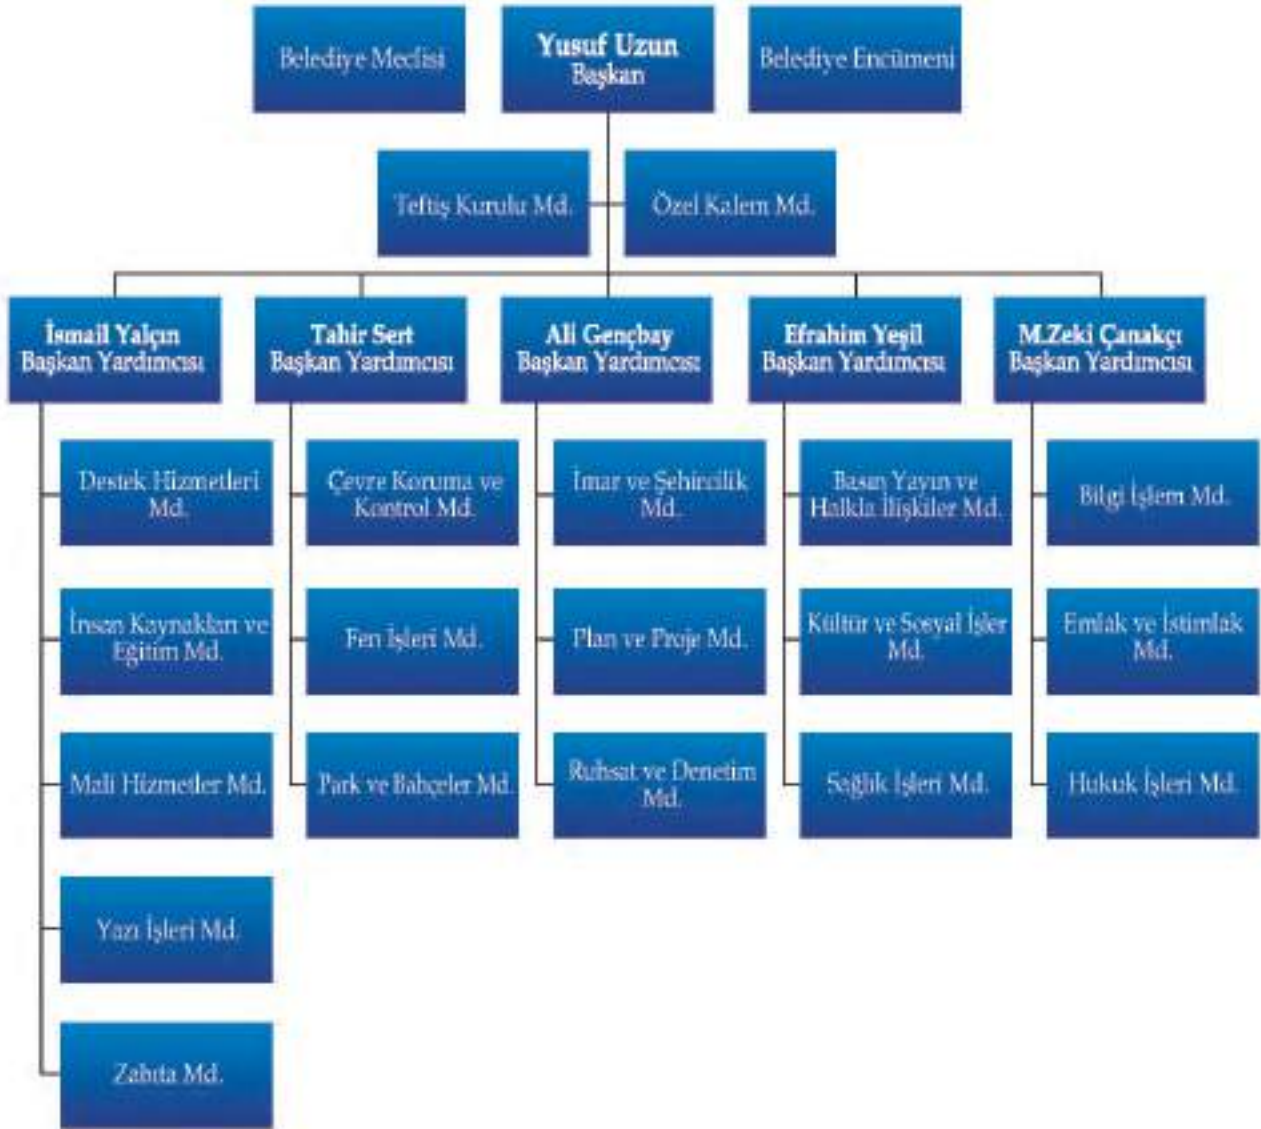 Belediye Meclisi
Yusuf Uzun
Başkan
Belediye Encümeni
Teftiş Kurulu Md.
Özel Kalem Md.
İsmail Yalçın
Başkan Yardımcısı
Tahir Sert
Başkan Yardımcısı
Ali Gençbay
Başkan Yardımcısı
Efrahim Yeşil
Başkan Yardımcısı
M.Zeki Çanakçı
Başkan Yardımcısı
Destek Hizmetleri
Md.
İnsan Kaynakları ve
Eğitim Md.
Mali Hizmetler Md.
Yazı İşleri Md.
Zabıta Md.
Çevre Koruma ve
Kontrol Md.
Fen İşleri Md.
Park ve Bahçeler Md.
İmar ve Şehircilik
Md.
Plan ve Proje Md.
Ruhsat ve Denetim
Md.
Basın Yayın ve
Halkla İlişkiler Md.
Kültür ve Sosyal İşler
Md.
Sağlık İşleri Md.
Bilgi İşlem Md.
Emlak ve İstimlak
Md.
Hukuk İşleri Md.